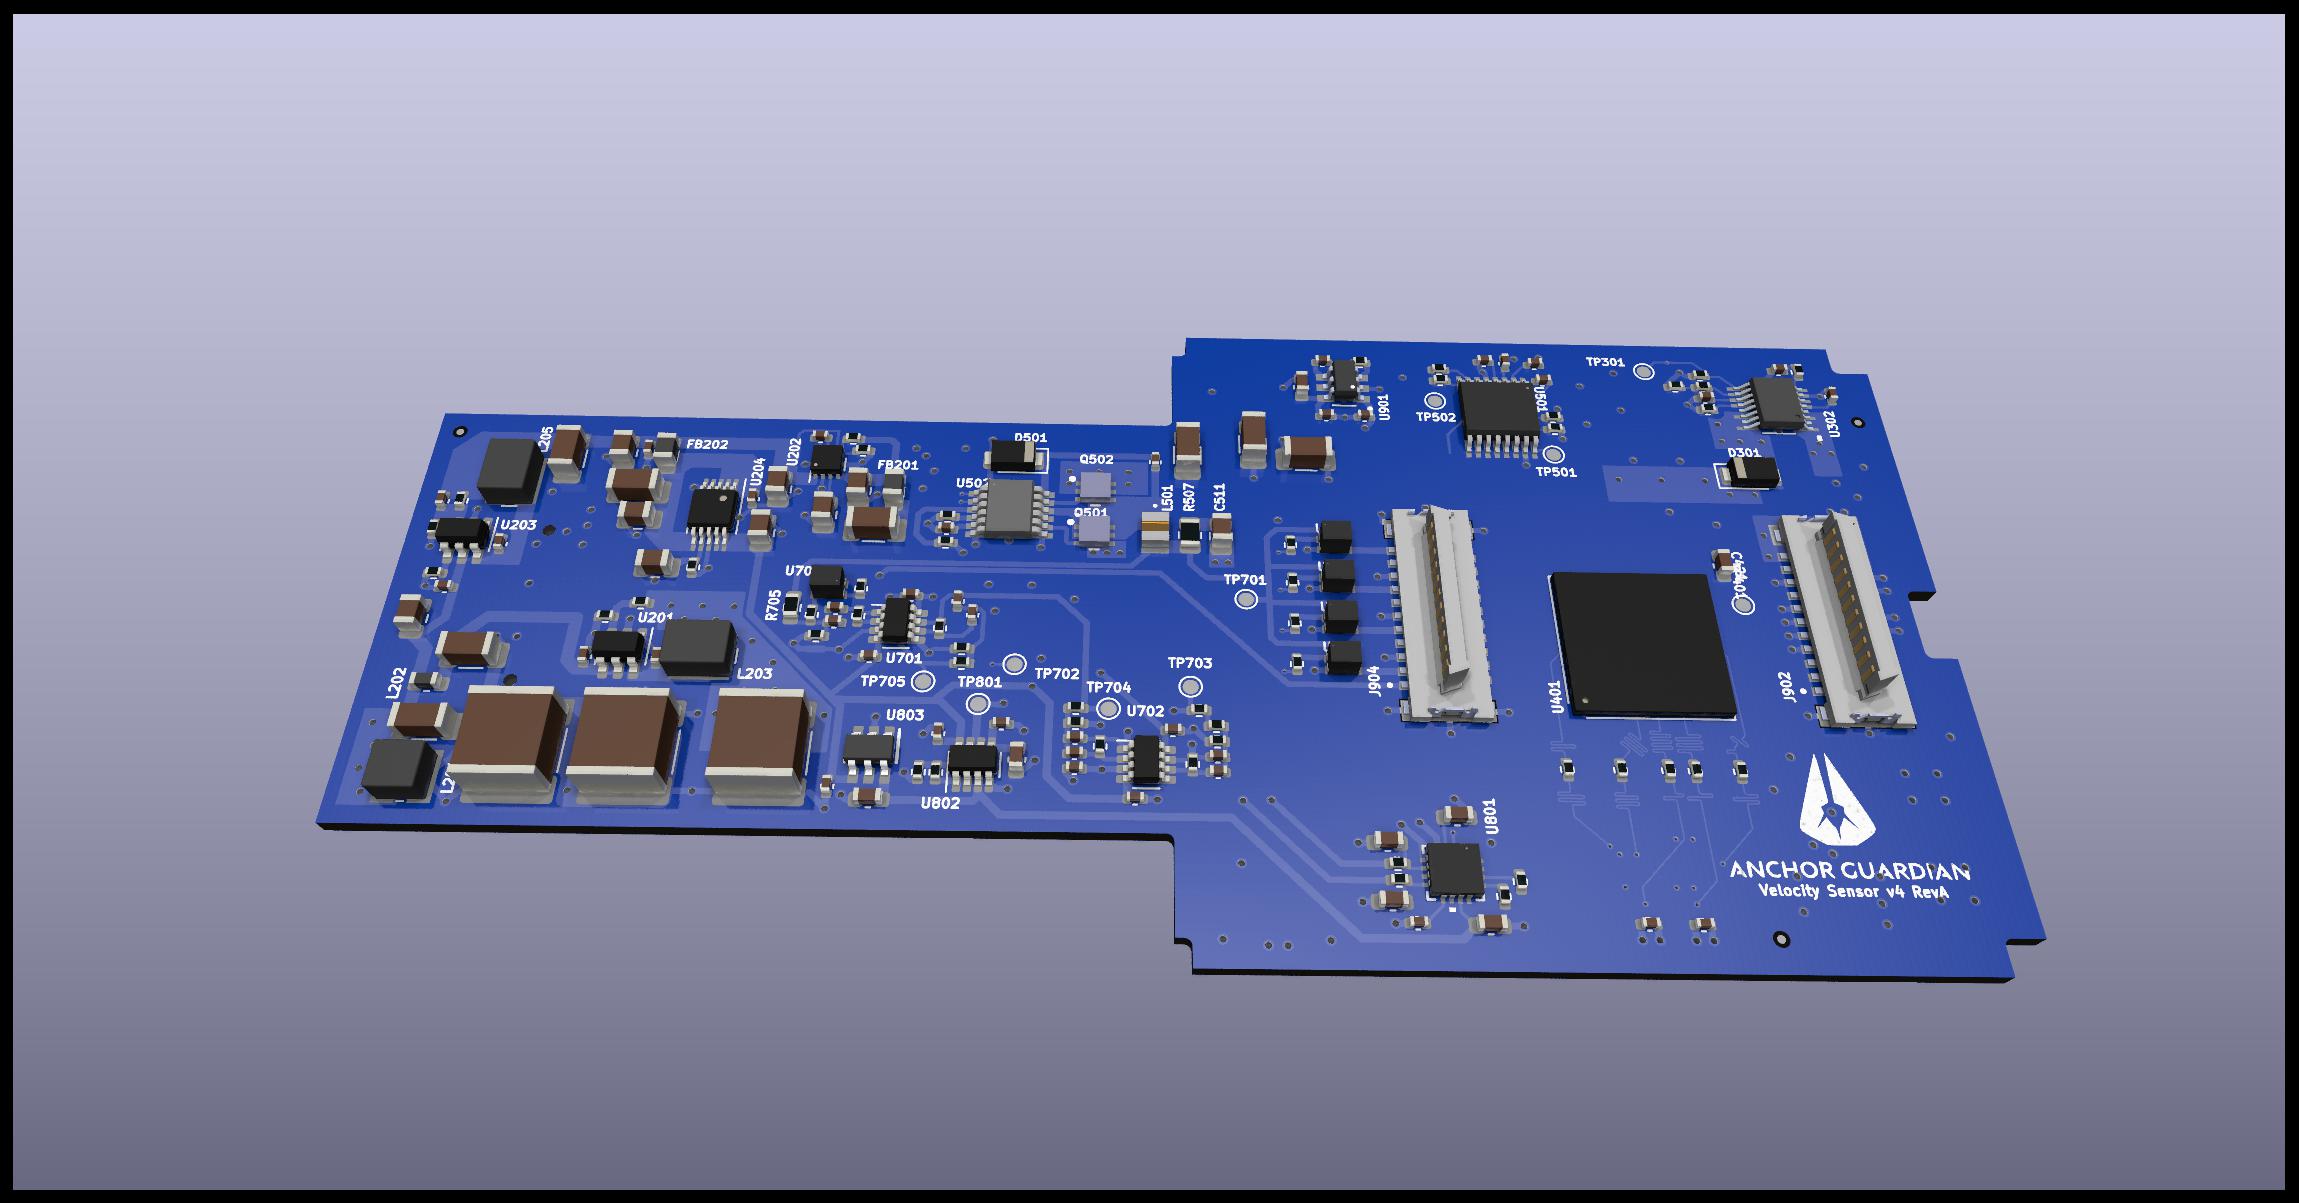 TP301
U901
TP502
U501
U302
D501
L205
FB202
U202
Q502
D301
TP501
FB201
U204
U502
L501
R507
C511
Q501
U203
U70
TP701
R705
U201
U701
TP703
L203
TP705
TP801
TP702
L202
J904
J902
TP704
U401
U702
U803
U802
U801
ANCHOR GUARDIAN
Velocity Sensor v4 RevA